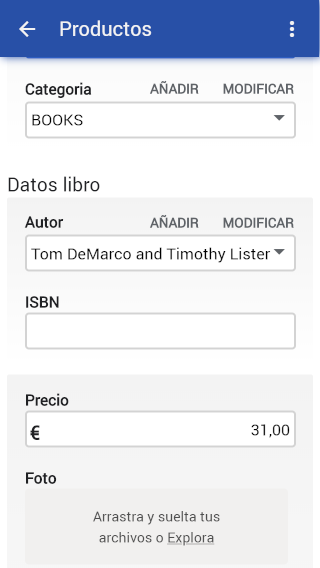 Productos
Categoria AÑADIR MODIFICAR
BOOKS
Datos libro
Autor AÑADIR MODIFICAR
Tom DeMarco and Timothy Lister
ISBN
Precio
€ 31,00
Foto
Arrastra y suelta tus
archivos o Explora